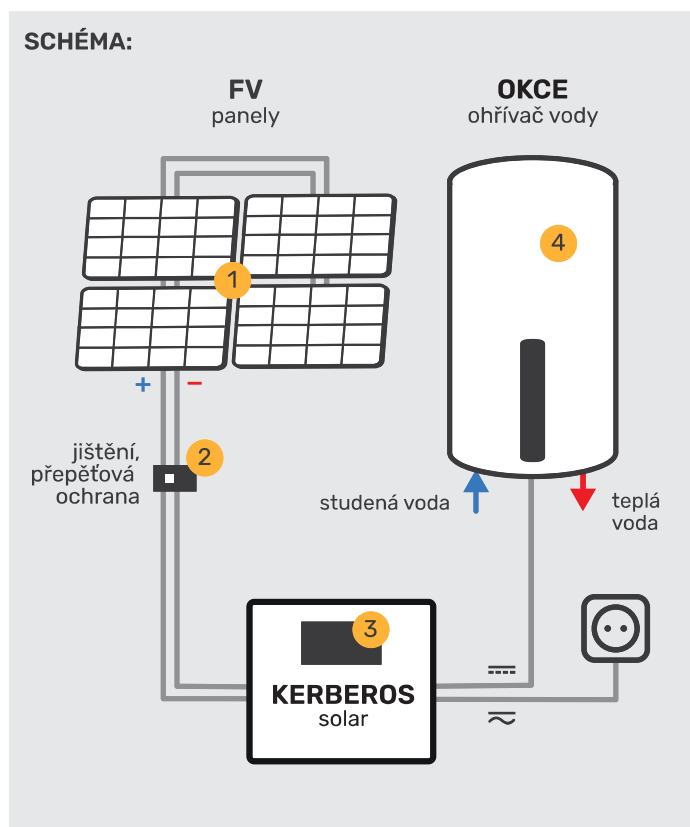 SCHÉMA:
FV
panely
OKCE
ohřívač vody
1
4
+ −
jištění,
přepěťová
ochrana
2
studená voda
teplá
voda
3
KERBEROS
solar